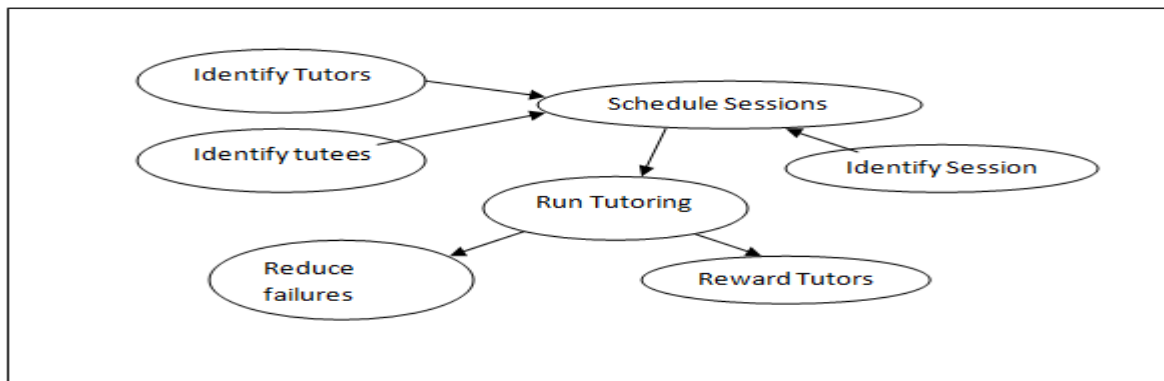 Identify Tutors
Schedule Sessions
Identify tutees
Identify Session
Run Tutoring
Reduce
failures
Reward Tutors